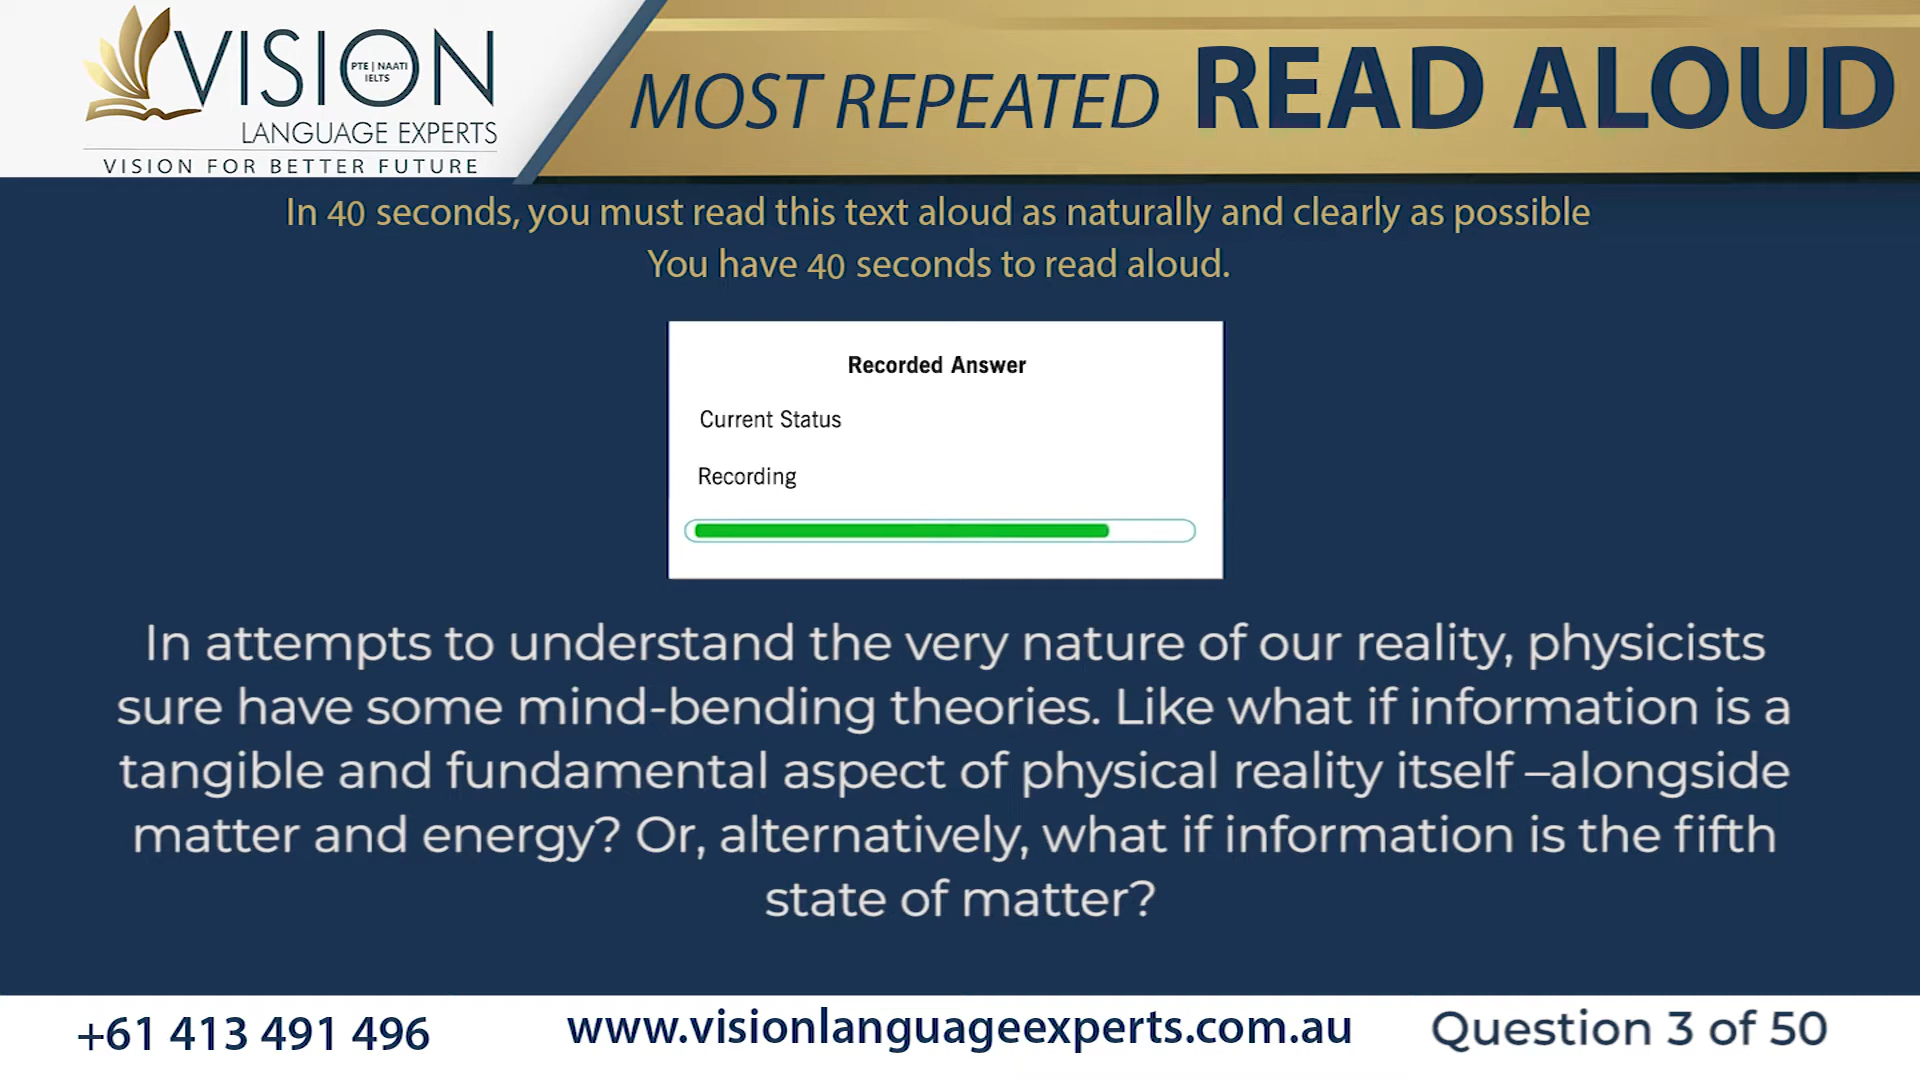 VISION
PTE | NAATI
IELTS
LANGUAGE EXPERTS
VISION FOR BETTER FUTURE
MOST REPEATED READ ALOUD
In 40 seconds, you must read this text aloud as naturally and clearly as possible
You have 40 seconds to read aloud.
Recorded Answer
Current Status
Recording
In attempts to understand the very nature of our reality, physicists
sure have some mind-bending theories. Like what if information is a
tangible and fundamental aspect of physical reality itself –alongside
matter and energy? Or, alternatively, what if information is the fifth
state of matter?
+61 413 491 496
www.visionlanguageexperts.com.au
Question 3 of 50